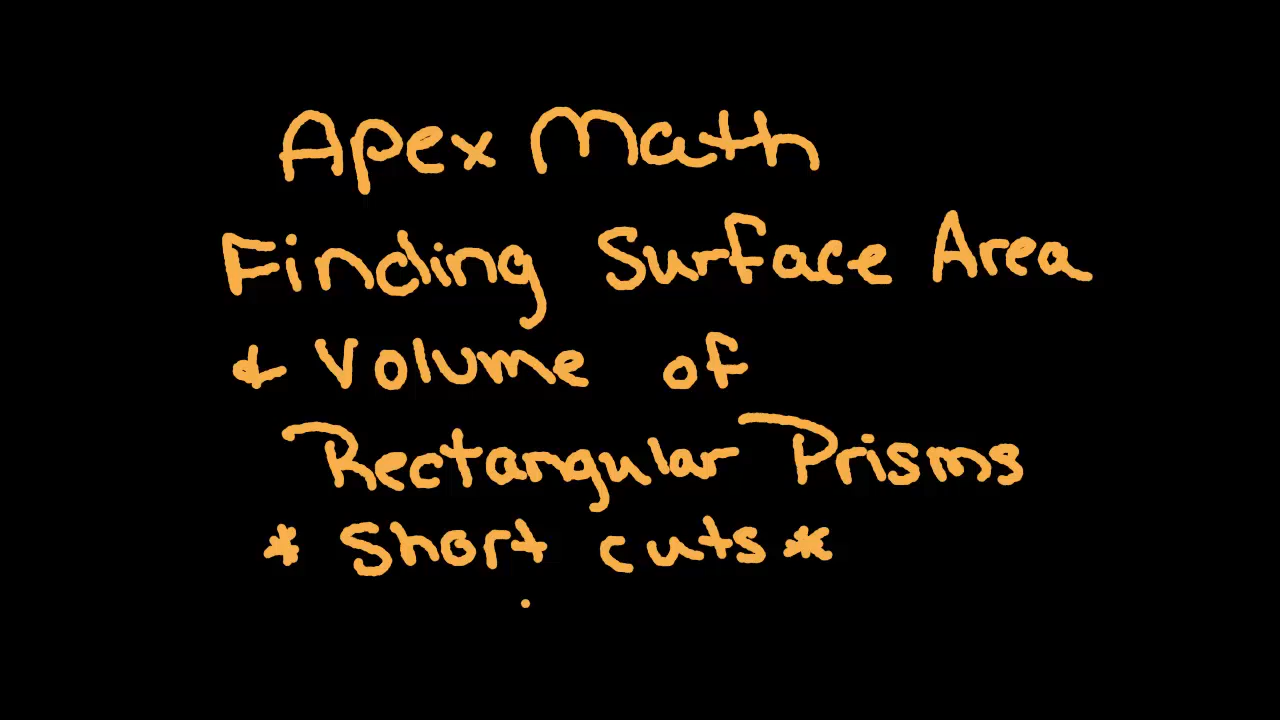 Apex Math
Finding Surface Area
& Volume of
Rectangular Prisms
* Short cuts *